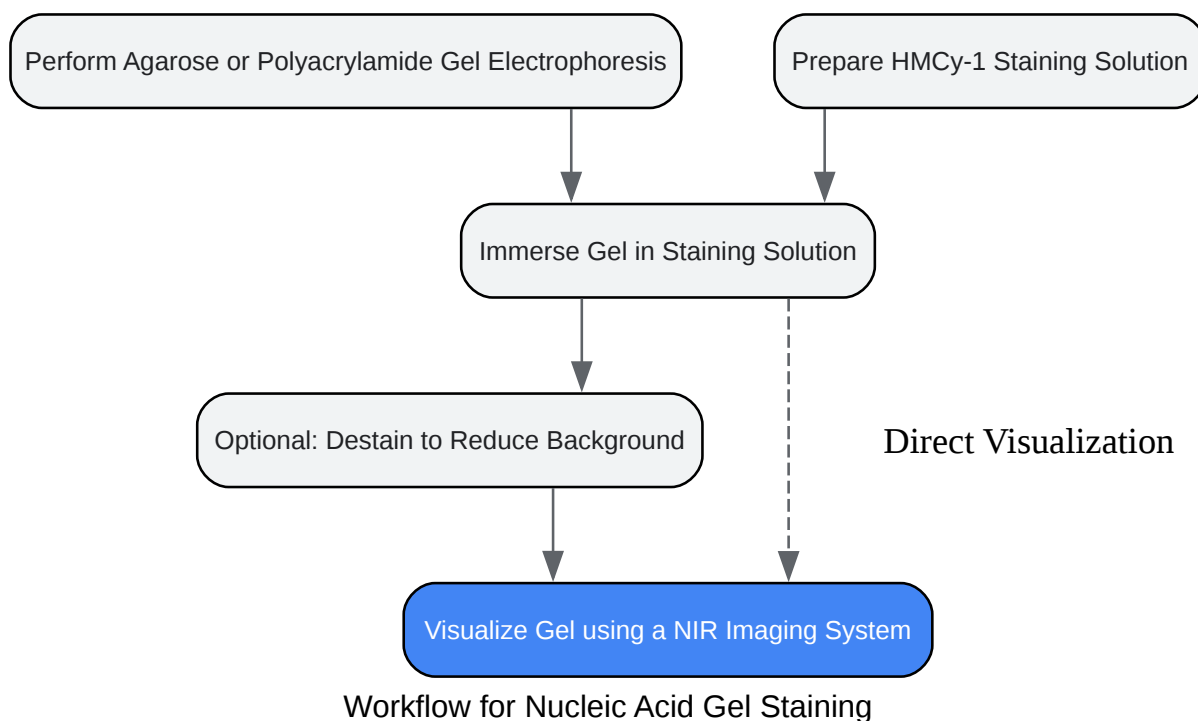 Perform Agarose or Polyacrylamide Gel Electrophoresis
Prepare HMCy-1 Staining Solution
Immerse Gel in Staining Solution
Optional: Destain to Reduce Background
Direct Visualization
Visualize Gel using a NIR Imaging System
Workflow for Nucleic Acid Gel Staining